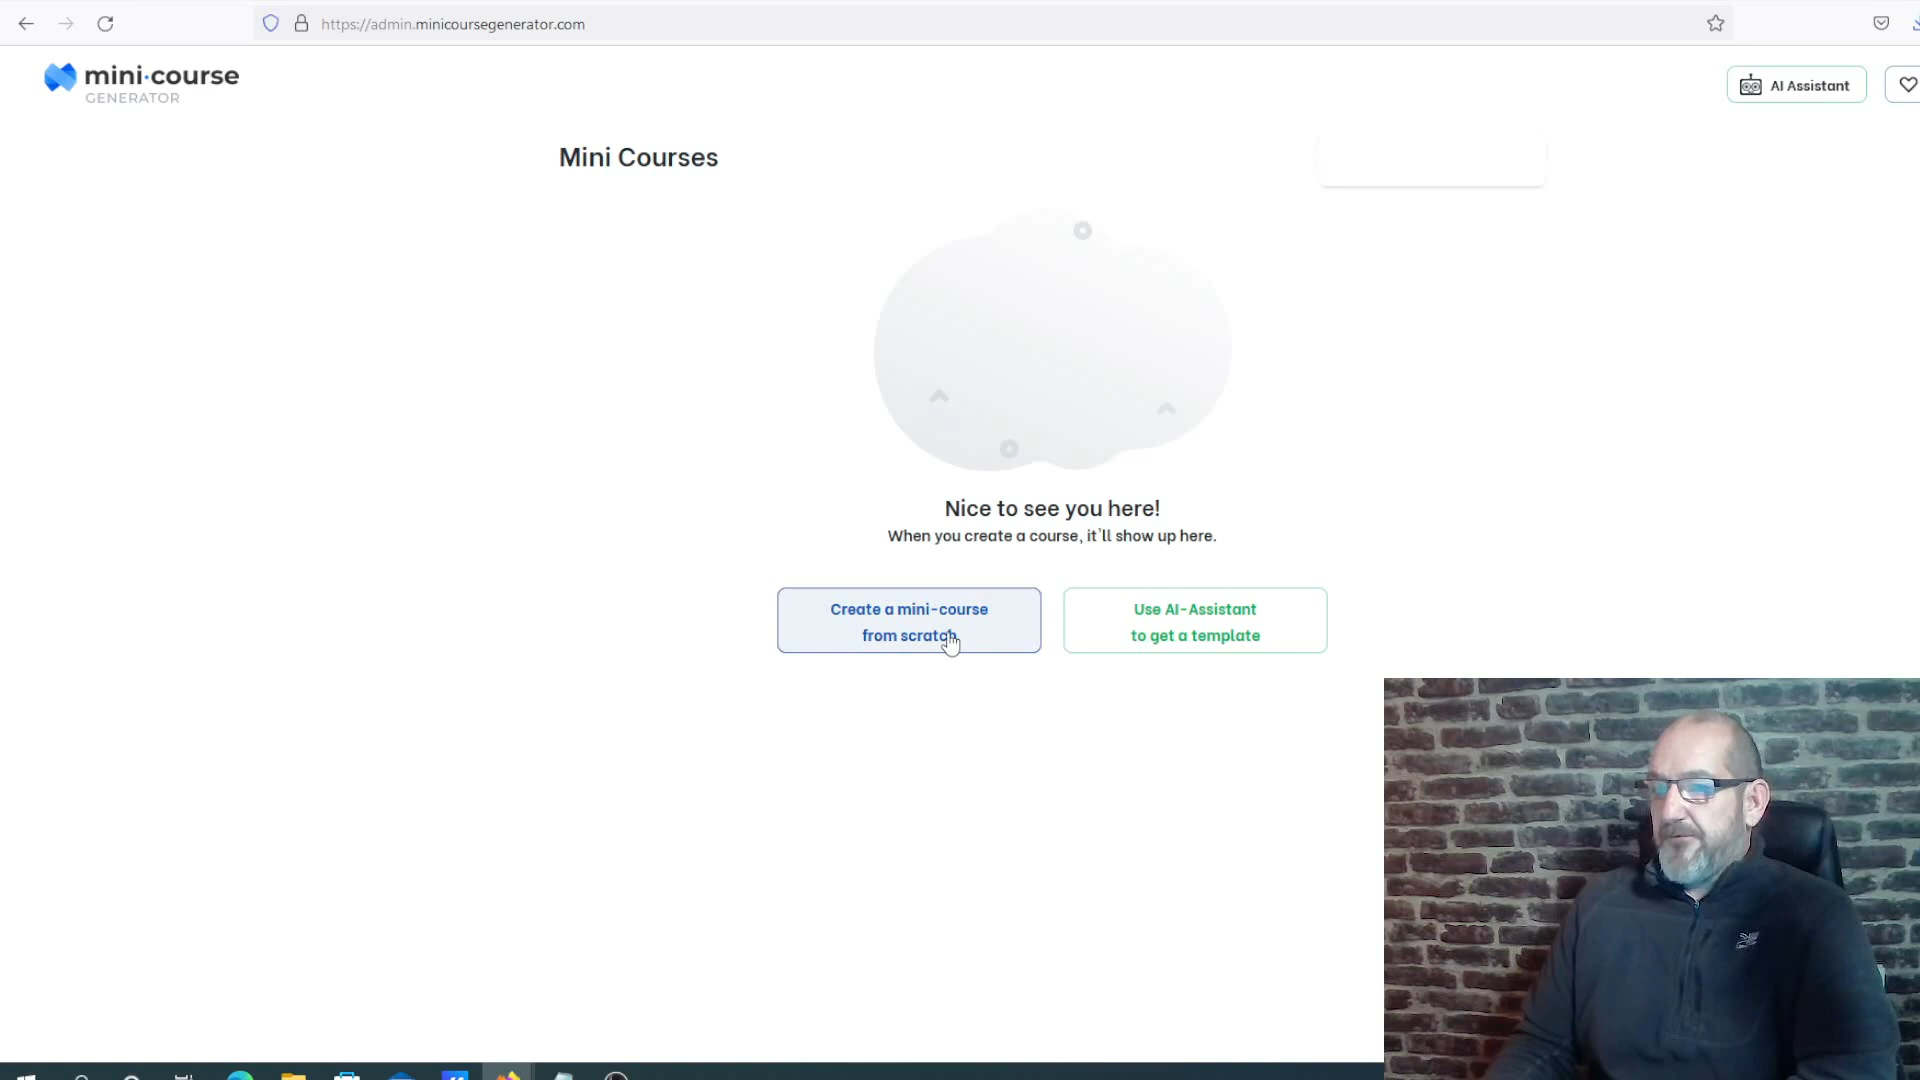 https://admin.minicoursegenerator.com
mini·course
GENERATOR
AI Assistant
Mini Courses
Nice to see you here!
When you create a course, it`ll show up here.
Create a mini-course
from scratch
Use AI-Assistant
to get a template